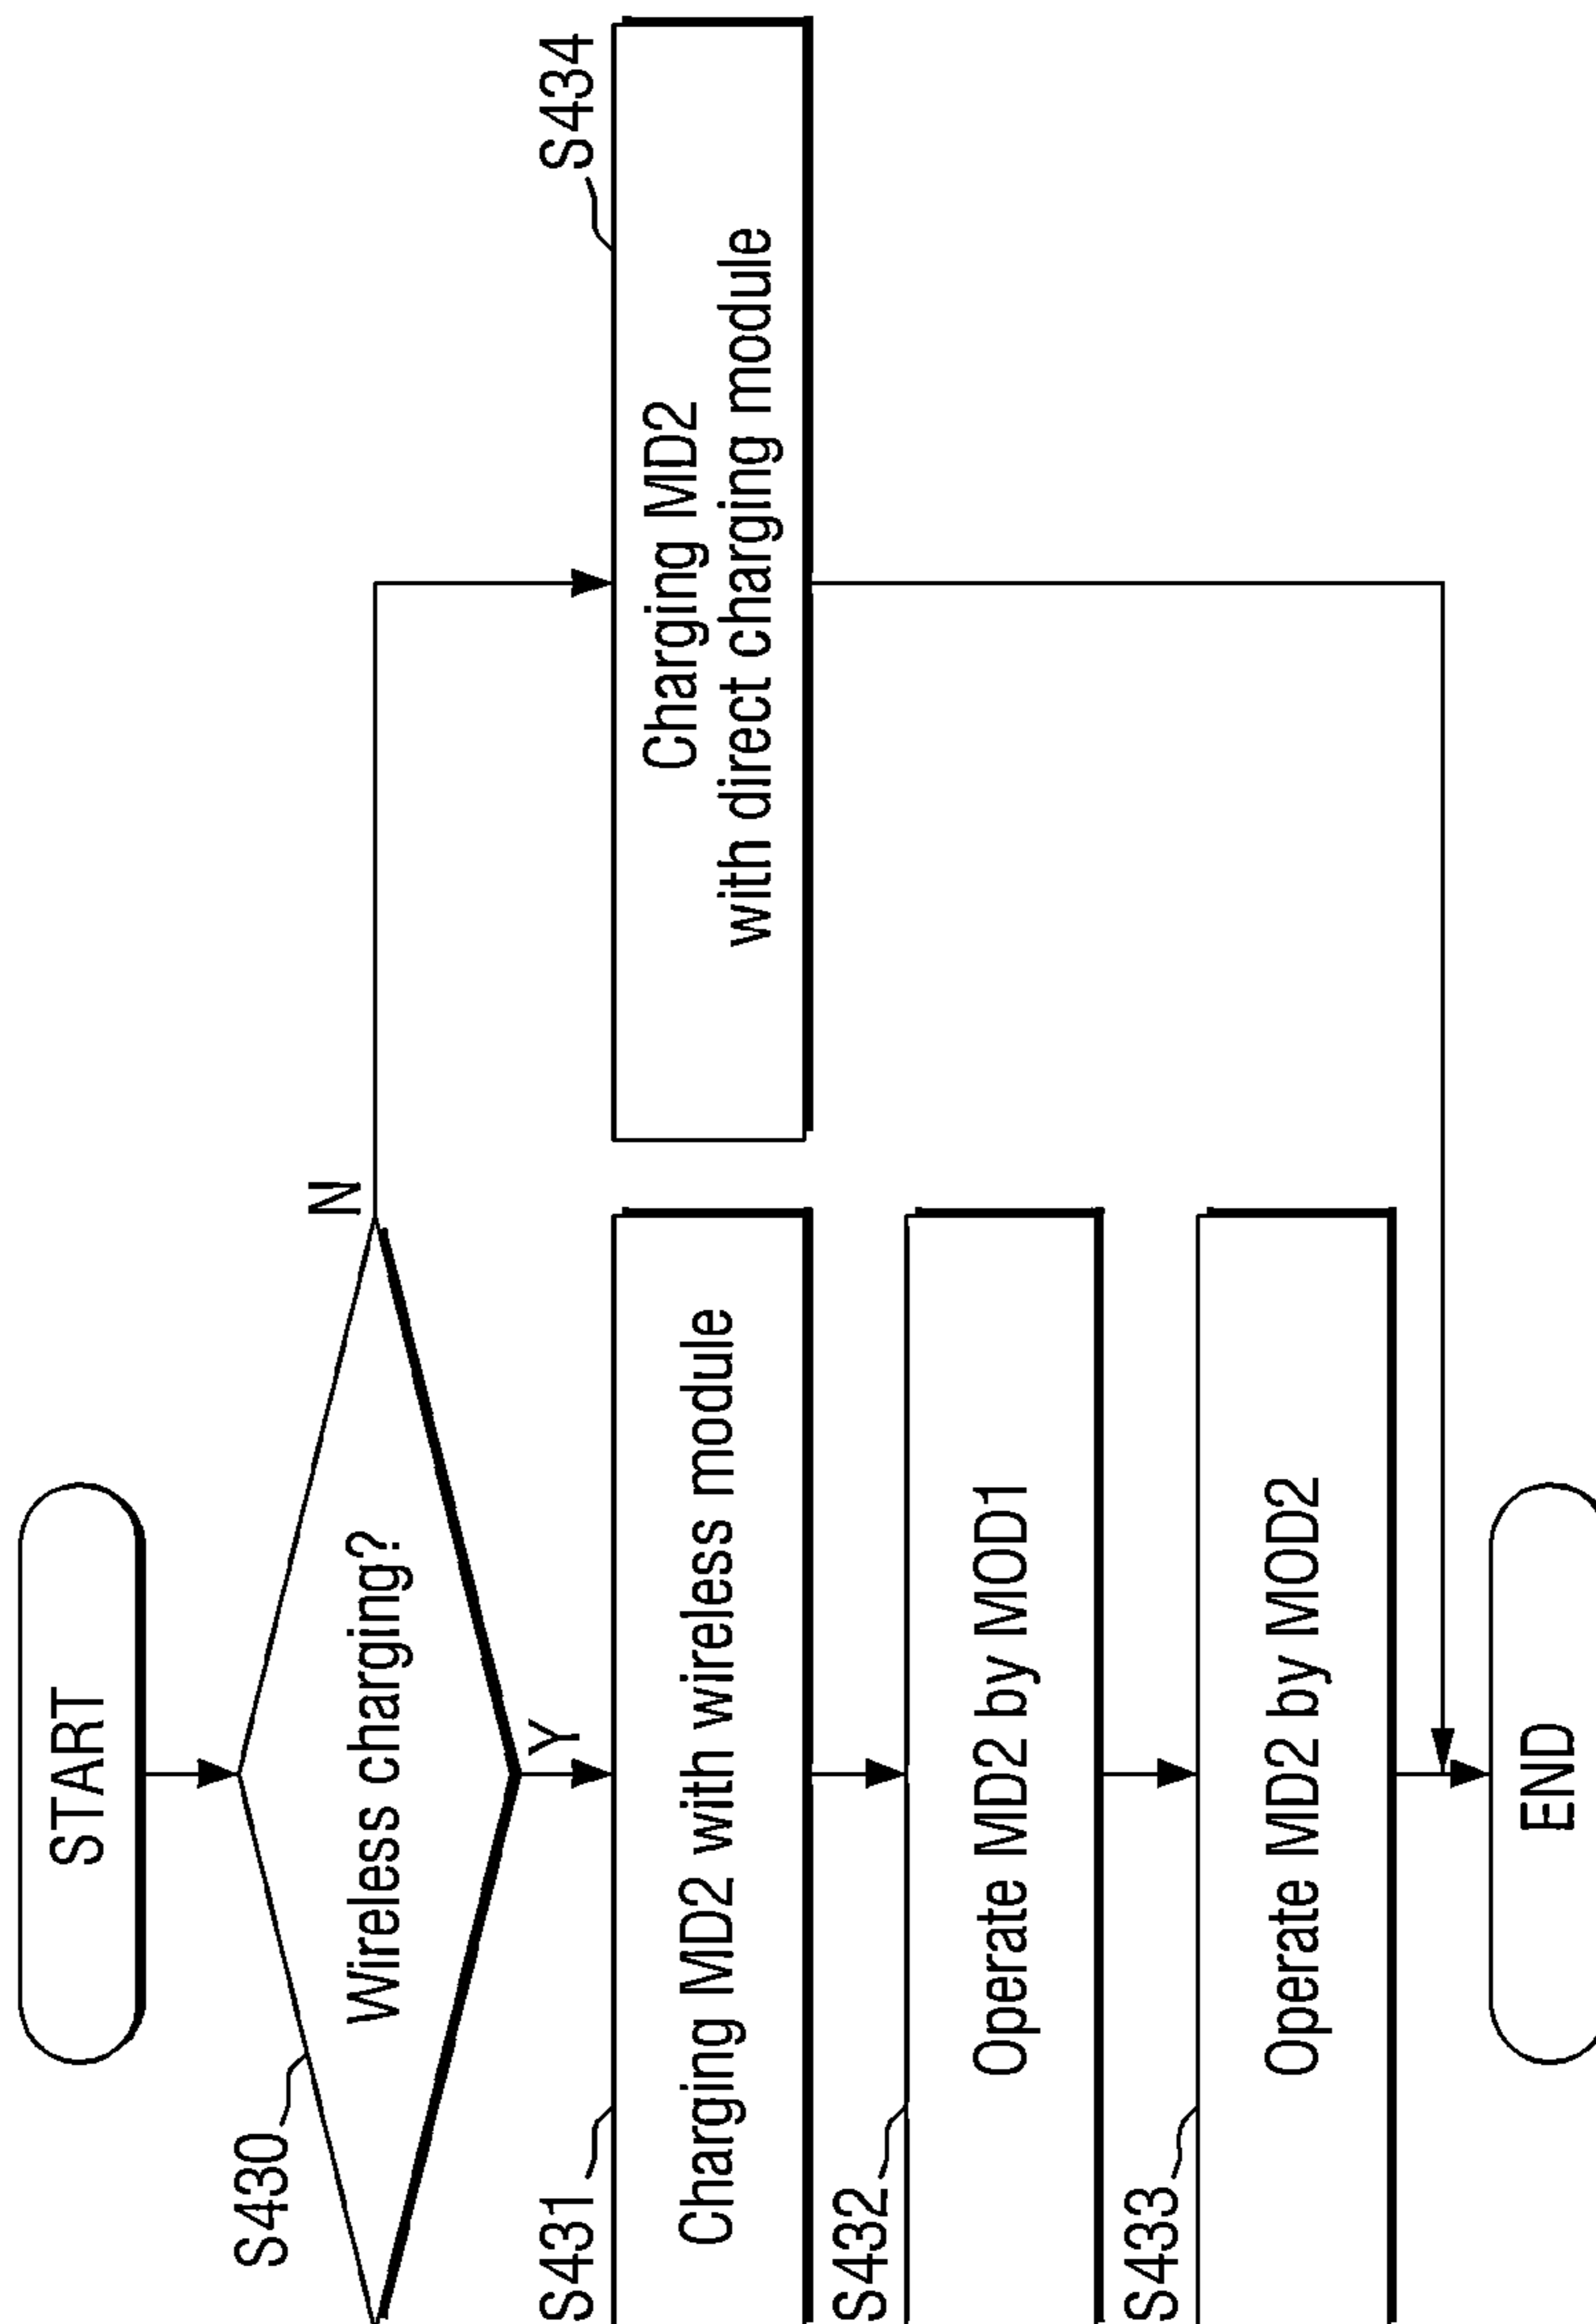 START
S430
Wireless charging?
N
Y
S431
Charging MD2 with wireless module
S434
Charging MD2
with direct charging module
S432
Operate MD2 by MOD1
S433
Operate MD2 by MOD2
END